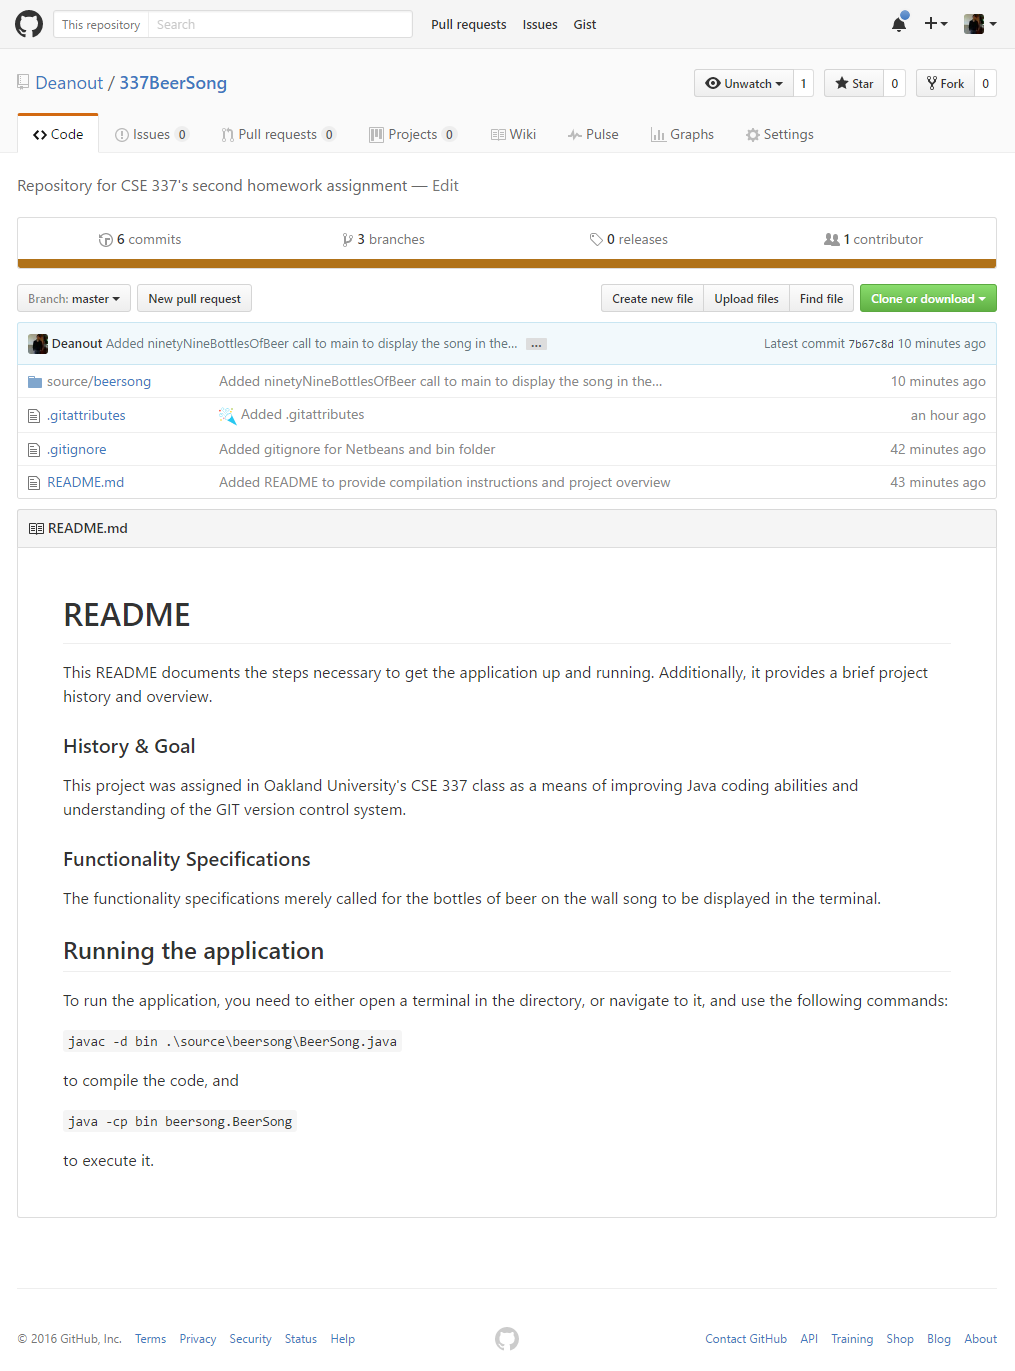 This repository Search Pull requests Issues Gist
Deanout / 337BeerSong Unwatch 1 Star 0 Fork 0
Code Issues 0 Pull requests 0 Projects 0 Wiki Pulse Graphs Settings
Repository for CSE 337's second homework assignment — Edit
6 commits 3 branches 0 releases 1 contributor
Branch: master New pull request Create new file Upload files Find file Clone or download
Deanout Added ninetyNineBottlesOfBeer call to main to display the song in the... ... Latest commit 7b67c8d 10 minutes ago
source/beersong Added ninetyNineBottlesOfBeer call to main to display the song in the... 10 minutes ago
.gitattributes Added .gitattributes an hour ago
.gitignore Added gitignore for Netbeans and bin folder 42 minutes ago
README.md Added README to provide compilation instructions and project overview 43 minutes ago
README.md
README
This README documents the steps necessary to get the application up and running. Additionally, it provides a brief project
history and overview.
History & Goal
This project was assigned in Oakland University's CSE 337 class as a means of improving Java coding abilities and
understanding of the GIT version control system.
Functionality Specifications
The functionality specifications merely called for the bottles of beer on the wall song to be displayed in the terminal.
Running the application
To run the application, you need to either open a terminal in the directory, or navigate to it, and use the following commands:
javac -d bin .\source\beersong\BeerSong.java
to compile the code, and
java -cp bin beersong.BeerSong
to execute it.
© 2016 GitHub, Inc. Terms Privacy Security Status Help Contact GitHub API Training Shop Blog About